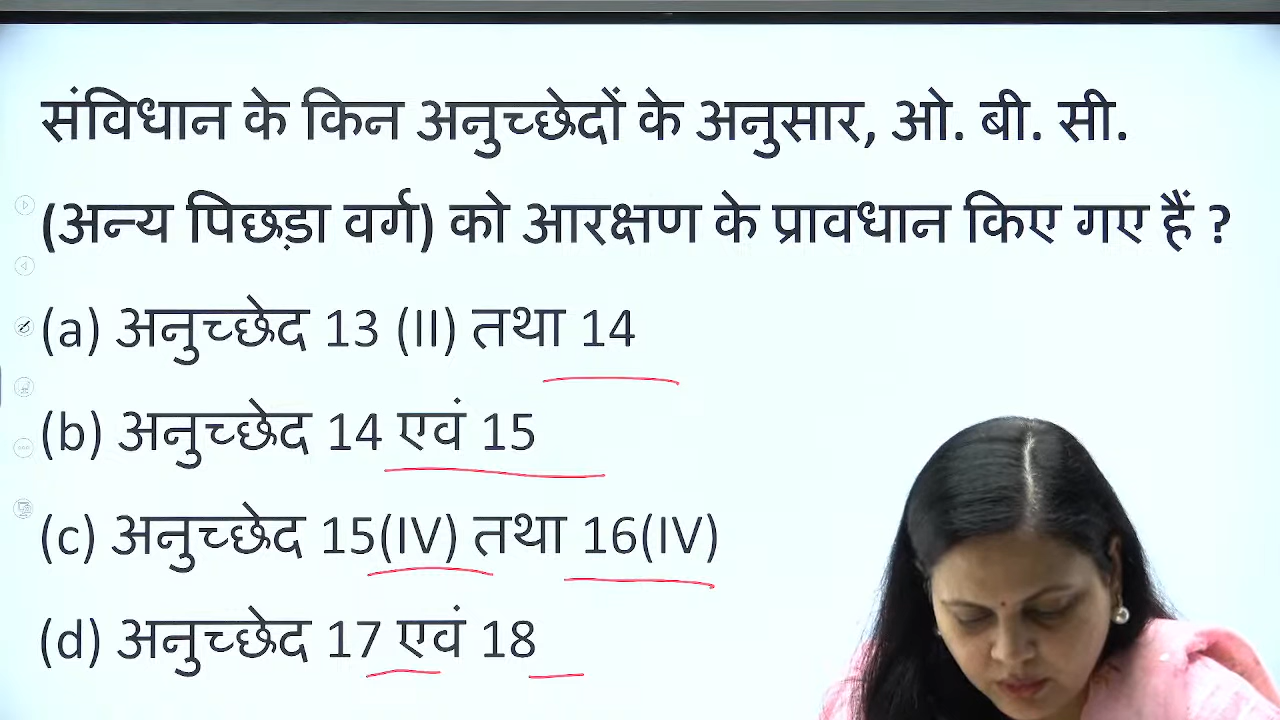 संविधान के किन अनुच्छेदों के अनुसार, ओ. बी. सी.
(अन्य पिछड़ा वर्ग) को आरक्षण के प्रावधान किए गए हैं ?
(a) अनुच्छेद 13 (II) तथा 14
(b) अनुच्छेद 14 एवं 15
(c) अनुच्छेद 15(IV) तथा 16(IV)
(d) अनुच्छेद 17 एवं 18